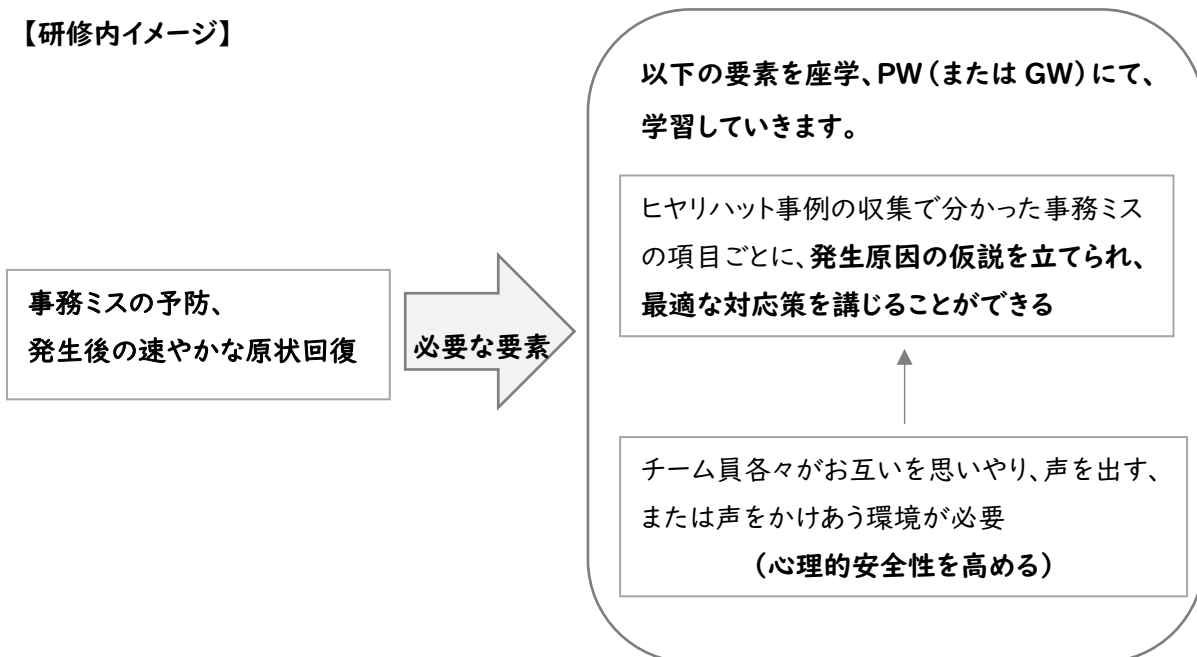 【研修内イメージ】
事務ミスの予防、
発生後の速やかな原状回復
必要な要素
以下の要素を座学、PW(または GW)にて、
学習していきます。
ヒヤリハット事例の収集で分かった事務ミス
の項目ごとに、発生原因の仮説を立てられ、
最適な対応策を講じることができる
チーム員各々がお互いを思いやり、声を出す、
または声をかけあう環境が必要
(心理的安全性を高める)